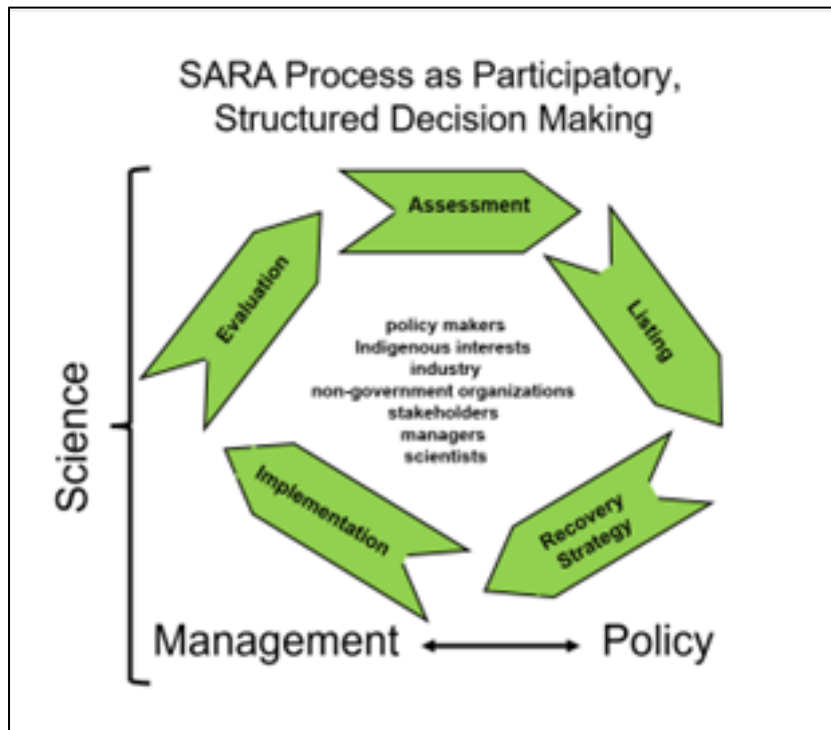 SARA Process as Participatory,
Structured Decision Making
Assessment
Listing
Recovery
Strategy
Implementation
Evaluation
policy makers
Indigenous interests
industry
non-government organizations
stakeholders
managers
scientists
Science
Management
Policy